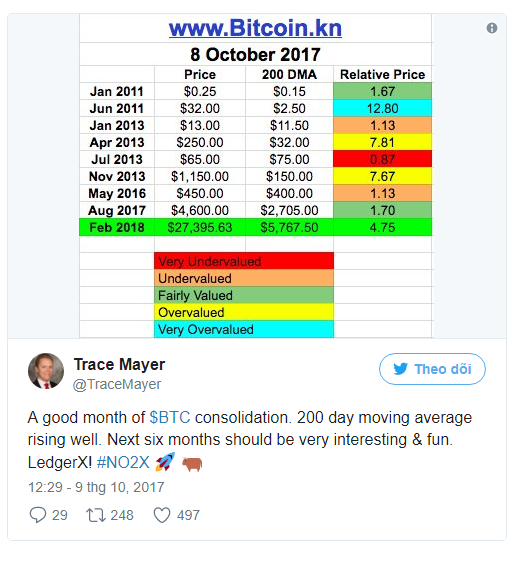 www.Bitcoin.kn
8 October 2017
Price 200 DMA Relative Price
Jan 2011 $0.25 $0.15 1.67
Jun 2011 $32.00 $2.50 12.80
Jan 2013 $13.00 $11.50 1.13
Apr 2013 $250.00 $32.00 7.81
Jul 2013 $65.00 $75.00 0.87
Nov 2013 $1,150.00 $150.00 7.67
May 2016 $450.00 $400.00 1.13
Aug 2017 $4,600.00 $2,705.00 1.70
Feb 2018 $27,395.63 $5,767.50 4.75
Very Undervalued
Undervalued
Fairly Valued
Overvalued
Very Overvalued
Trace Mayer
@TraceMayer
Theo dõi
A good month of $BTC consolidation. 200 day moving average
rising well. Next six months should be very interesting & fun.
LedgerX! #NO2X 🚀 🐂
12:29 - 9 thg 10, 2017
29 248 497